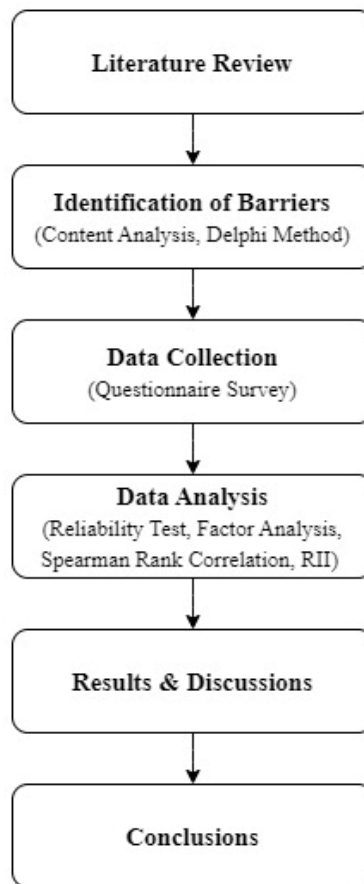 Literature Review
Identification of Barriers
(Content Analysis, Delphi Method)
Data Collection
(Questionnaire Survey)
Data Analysis
(Reliability Test, Factor Analysis,
Spearman Rank Correlation, RII)
Results & Discussions
Conclusions